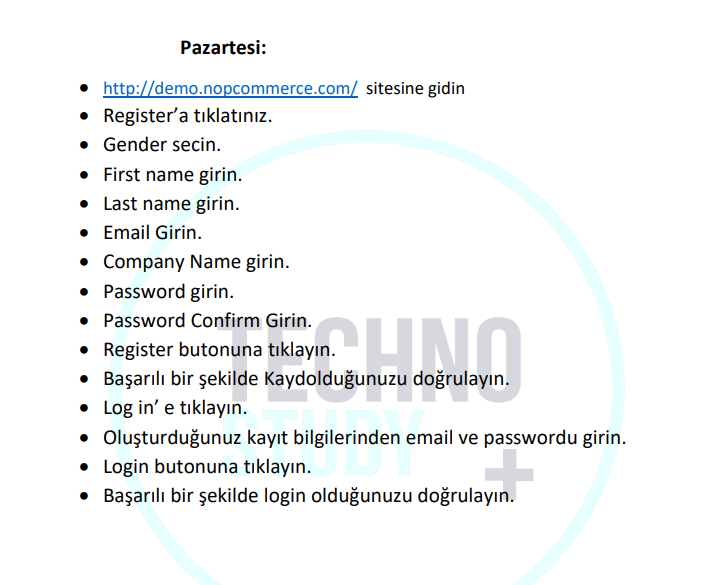 Pazartesi:
• http://demo.nopcommerce.com/ sitesine gidin
• Register’a tıklatınız.
• Gender secin.
• First name girin.
• Last name girin.
• Email Girin.
• Company Name girin.
• Password girin.
• Password Confirm Girin.
• Register butonuna tıklayın.
• Başarılı bir şekilde Kaydolduğunuzu doğrulayın.
• Log in’ e tıklayın.
• Oluşturduğunuz kayıt bilgilerinden email ve passwordu girin.
• Login butonuna tıklayın.
• Başarılı bir şekilde login olduğunuzu doğrulayın.
TECHNO
STUDY
+